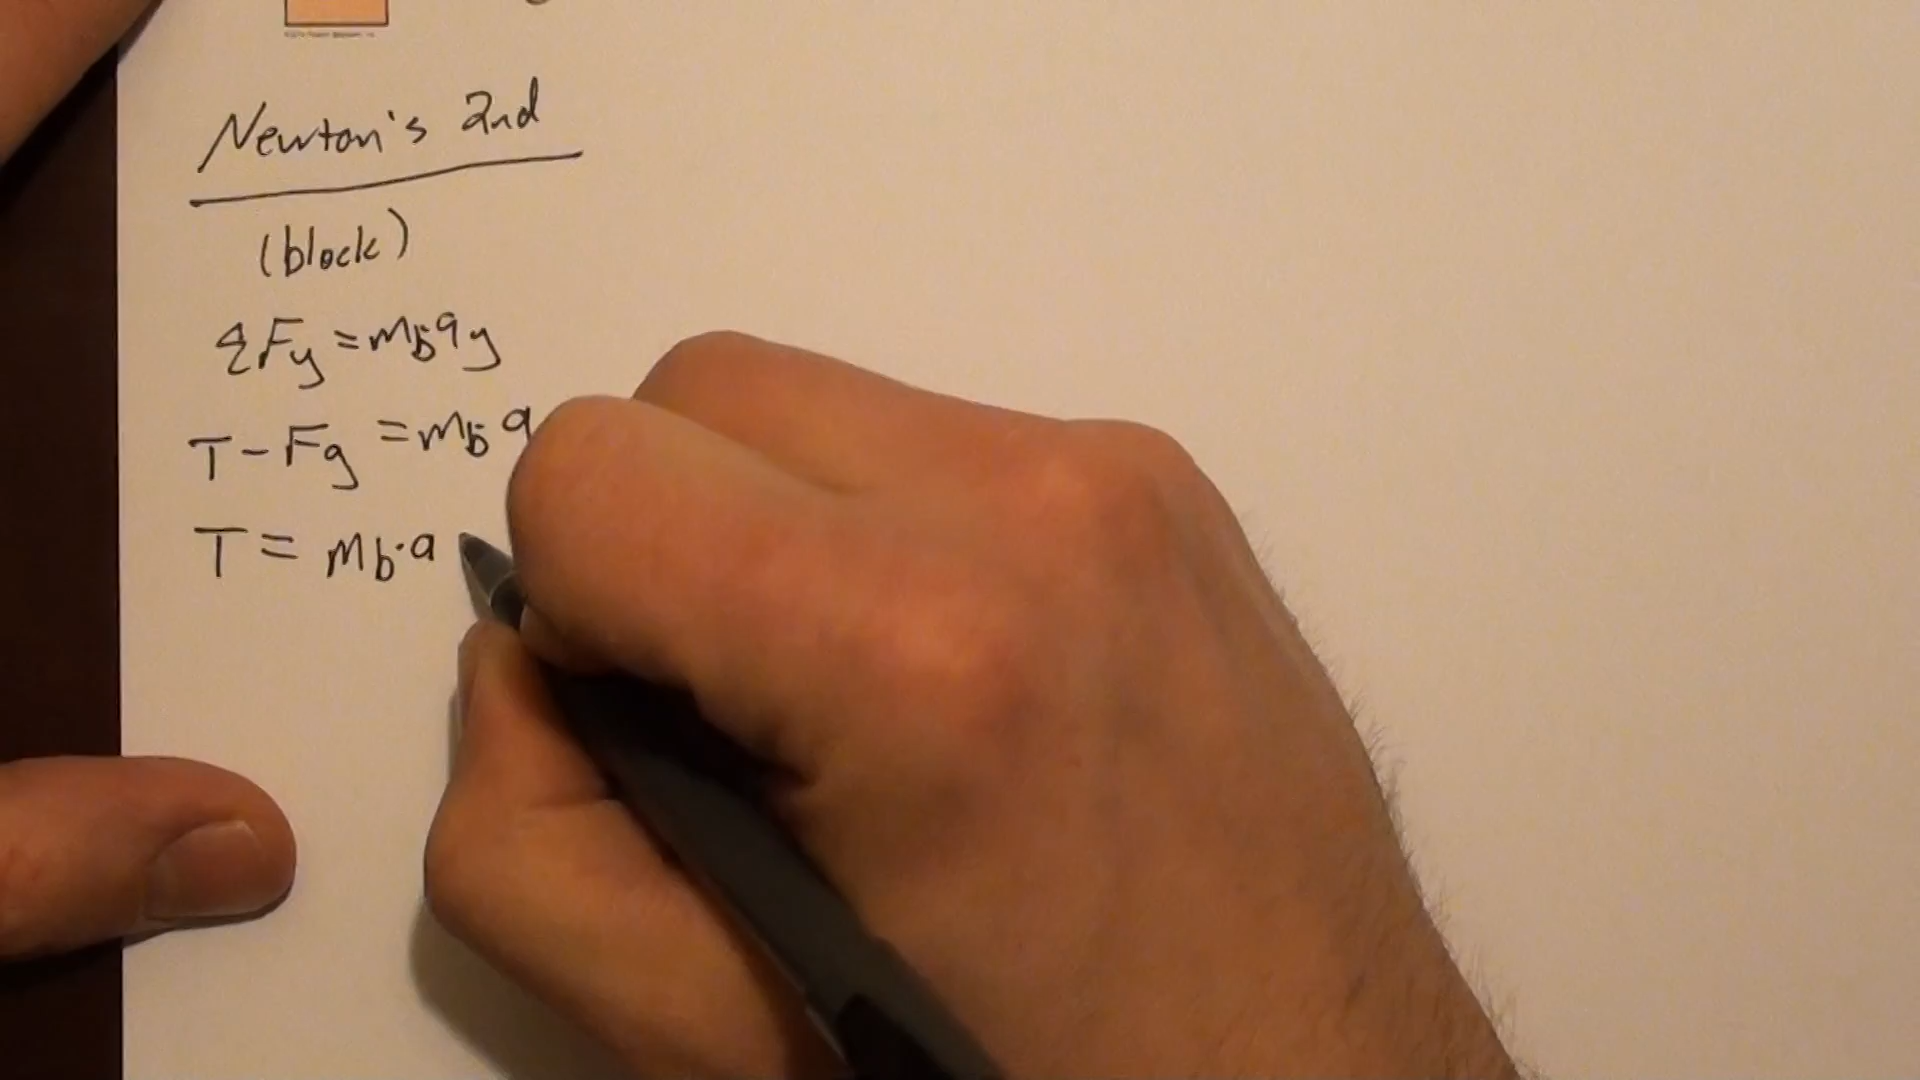 Newton's 2nd
(block)
ΣFy = mb ay
T - Fg = mb a
T = mb · a